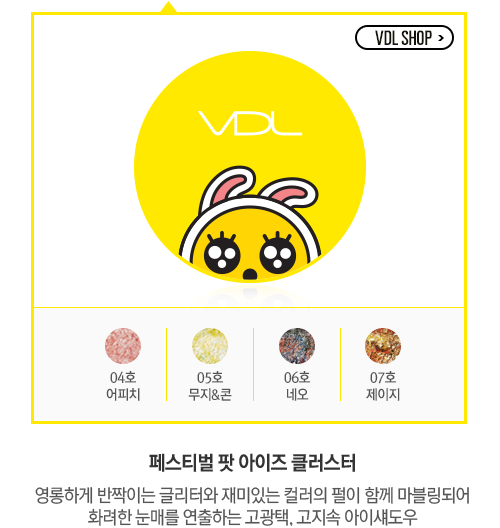 VDL SHOP >
VDL
04호
어피치
05호
무지&콘
06호
네오
07호
제이지
페스티벌 팟 아이즈 클러스터
영롱하게 반짝이는 글리터와 재미있는 컬러의 펄이 함께 마블링되어
화려한 눈매를 연출하는 고광택, 고지속 아이섀도우